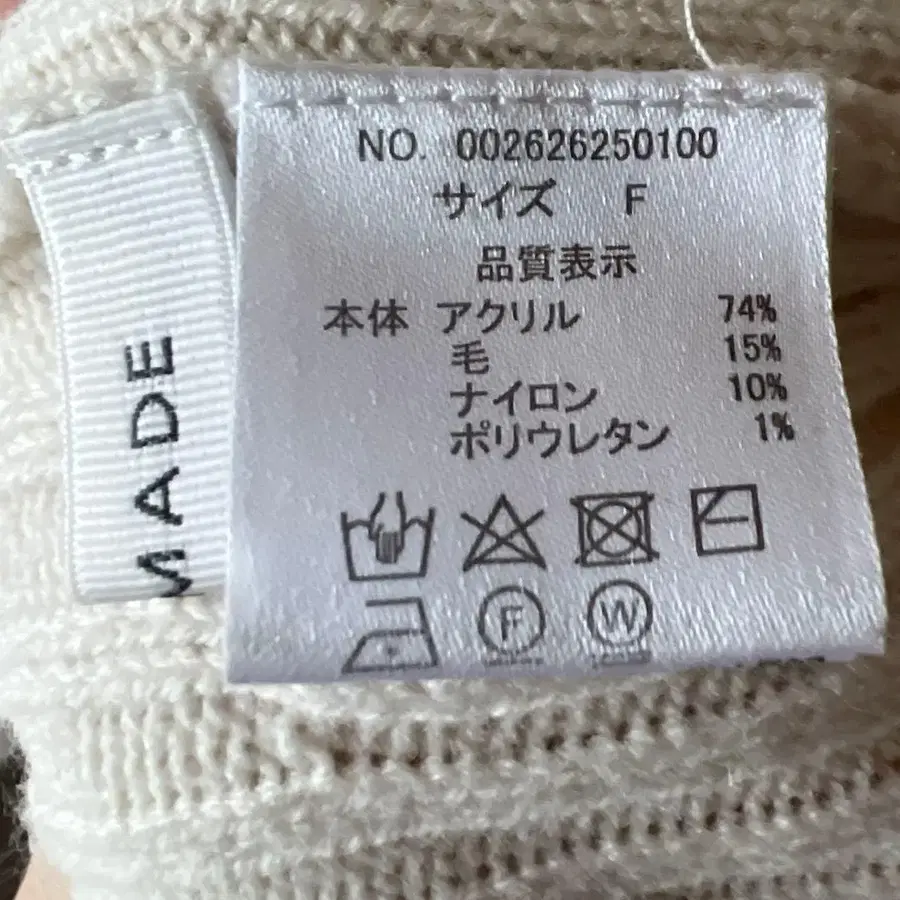 NO. 002626250100
サイズ F
品質表示
本体 アクリル 74%
毛 15%
ナイロン 10%
ポリウレタン 1%
F
W
MADE